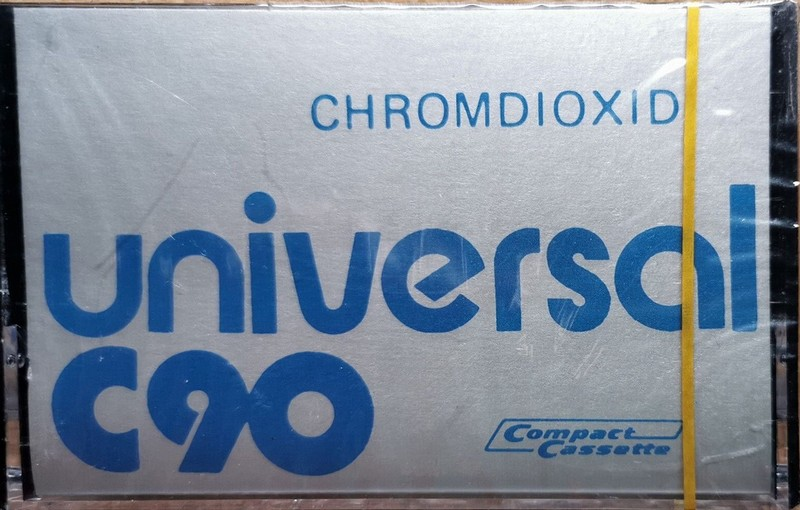 CHROMDIOXID
universal
C90
Compact
Cassette